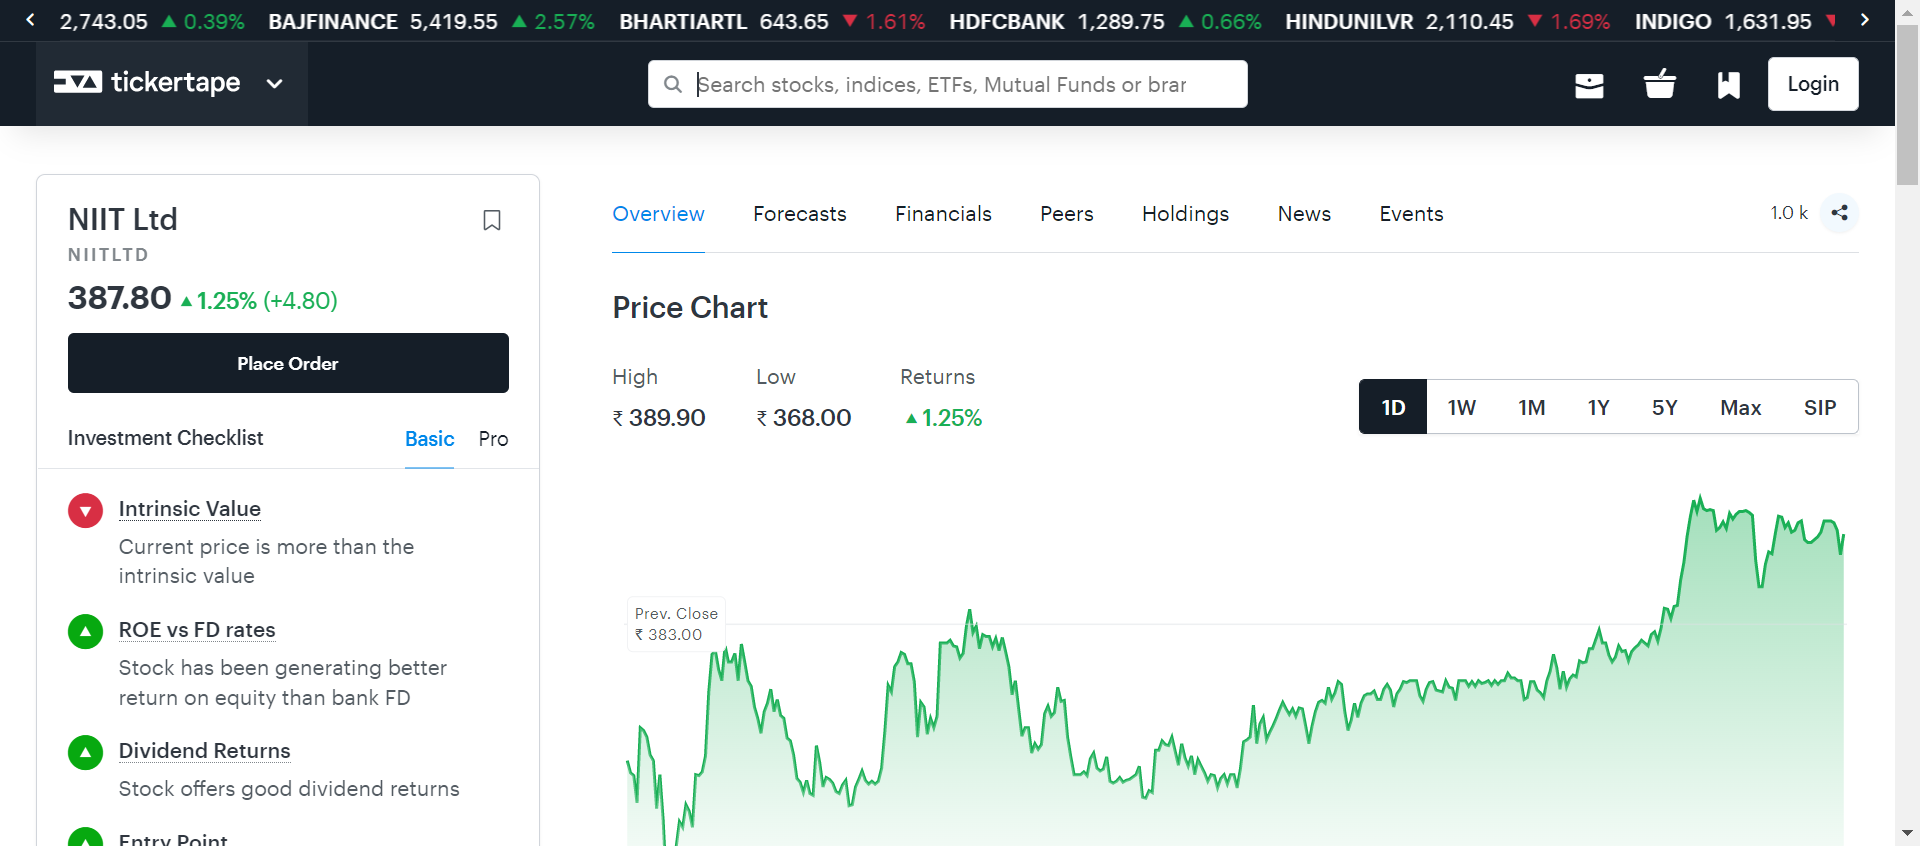 2,743.05 ▲ 0.39% BAJFINANCE 5,419.55 ▲ 2.57% BHARTIARTL 643.65 ▼ 1.61% HDFCBANK 1,289.75 ▲ 0.66% HINDUNILVR 2,110.45 ▼ 1.69% INDIGO 1,631.95 ▼
tickertape
Search stocks, indices, ETFs, Mutual Funds or brar
Login
NIIT Ltd
NIITLTD
387.80 ▲ 1.25% (+4.80)
Place Order
Investment Checklist Basic Pro
Intrinsic Value
Current price is more than the
intrinsic value
ROE vs FD rates
Stock has been generating better
return on equity than bank FD
Dividend Returns
Stock offers good dividend returns
Entry Point
Overview Forecasts Financials Peers Holdings News Events 1.0 k
Price Chart
High Low Returns
₹ 389.90 ₹ 368.00 ▲ 1.25%
1D 1W 1M 1Y 5Y Max SIP
Prev. Close
₹ 383.00